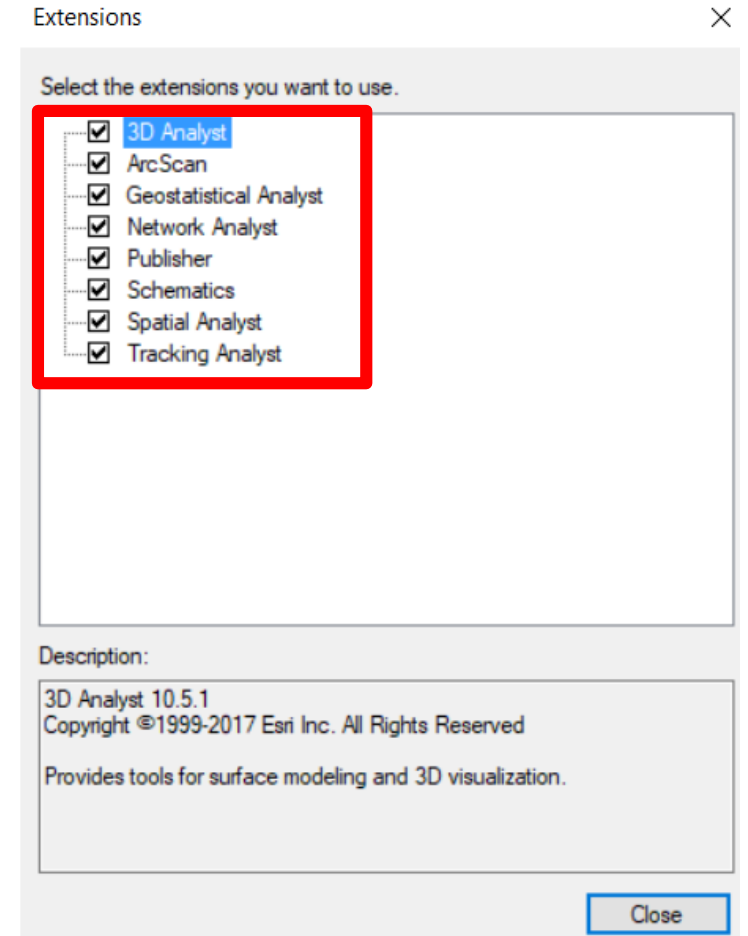 Extensions
Select the extensions you want to use.
3D Analyst
ArcScan
Geostatistical Analyst
Network Analyst
Publisher
Schematics
Spatial Analyst
Tracking Analyst
Description:
3D Analyst 10.5.1
Copyright ©1999-2017 Esri Inc. All Rights Reserved
Provides tools for surface modeling and 3D visualization.
Close